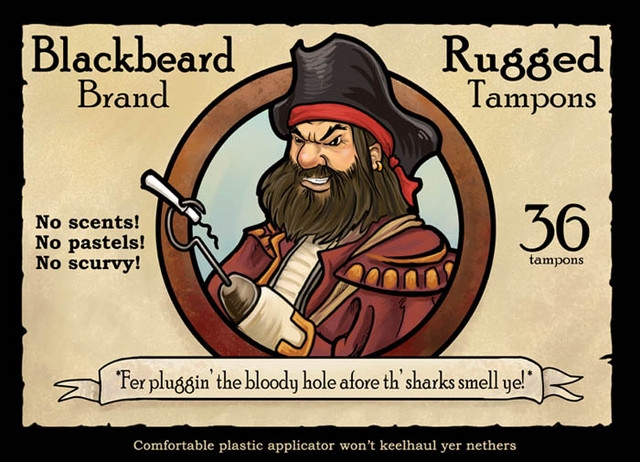 Blackbeard
Brand
Rugged
Tampons
No scents!
No pastels!
No scurvy!
36
tampons
"Fer pluggin' the bloody hole afore th' sharks smell ye!"
Comfortable plastic applicator won't keelhaul yer nethers